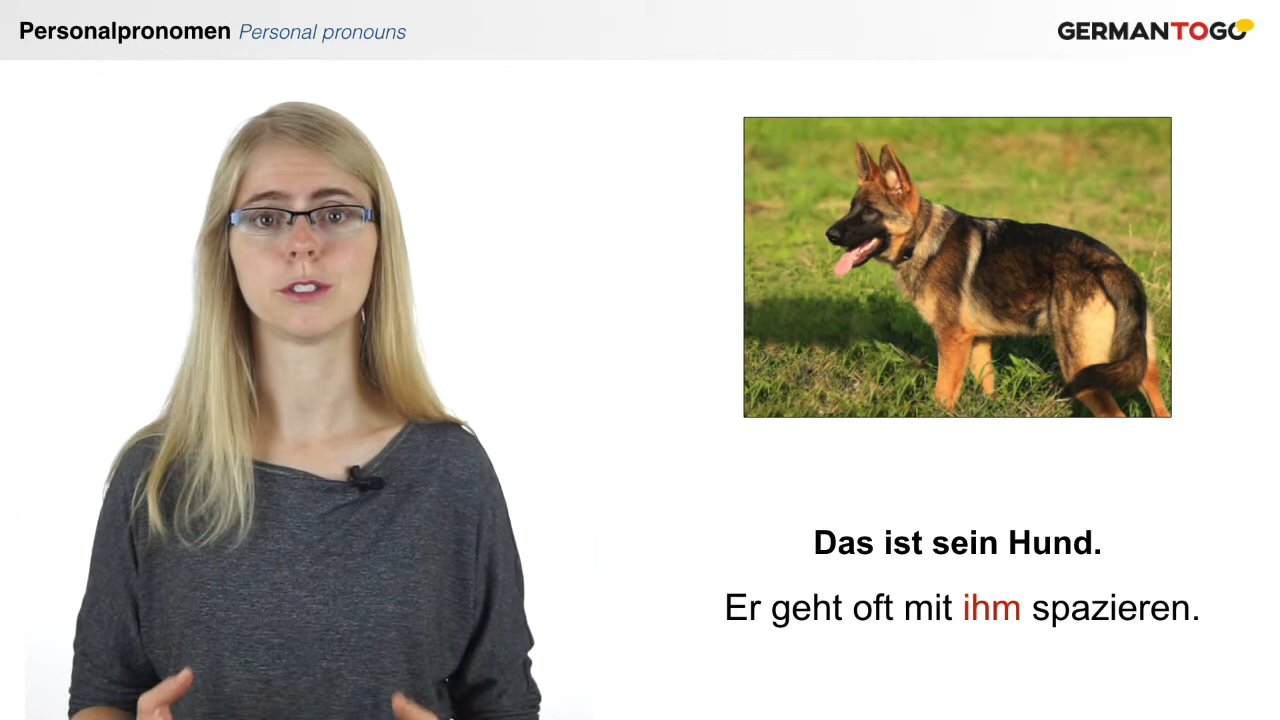 Personalpronomen Personal pronouns
GERMANTOGO
Das ist sein Hund.
Er geht oft mit ihm spazieren.